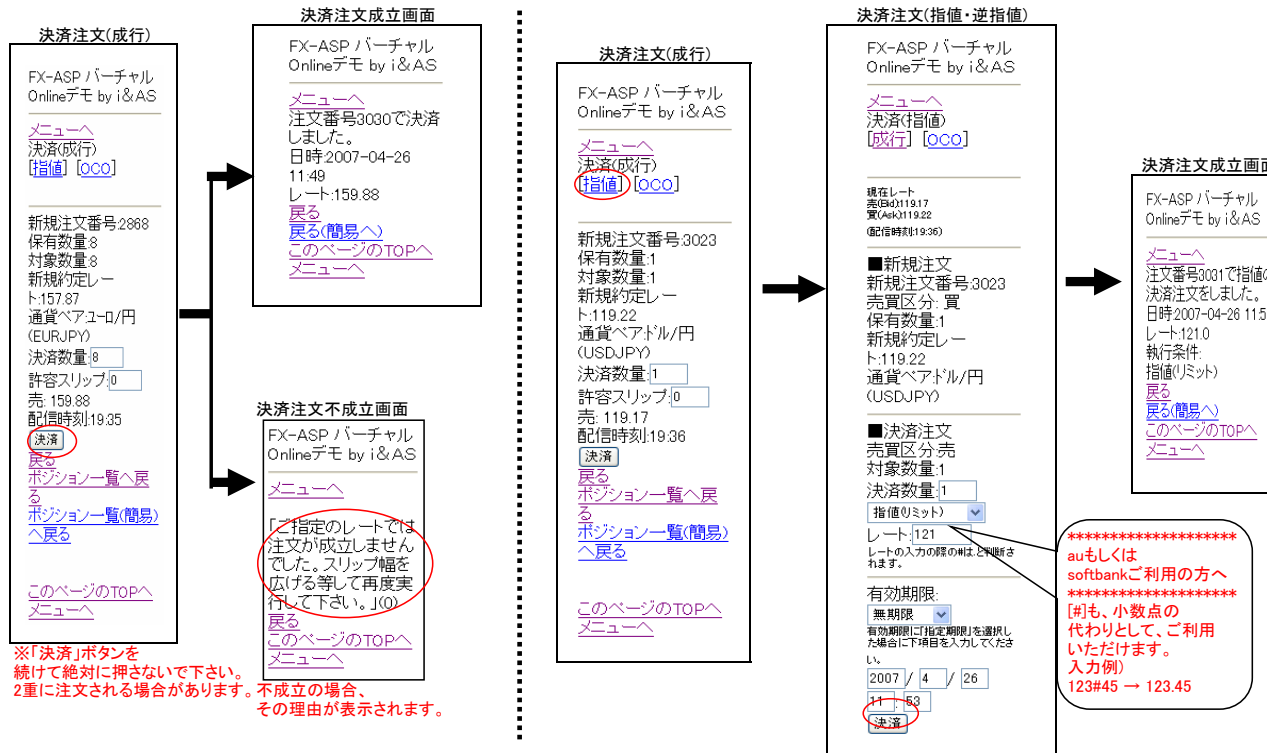 決済注文(成行)
FX-ASP バーチャル
Onlineデモ by i&AS
メニューへ
決済(成行)
[指値] [OCO]
新規注文番号:2868
保有数量:8
対象数量:8
新規約定レー
ト:157.87
通貨ペア:ユーロ/円
(EURJPY)
決済数量:8
許容スリップ:0
売: 159.88
配信時刻:19:35
決済
戻る
ポジション一覧へ戻
る
ポジション一覧(簡易)
へ戻る
このページのTOPへ
メニューへ
※「決済」ボタンを
続けて絶対に押さないで下さい。
2重に注文される場合があります。
決済注文成立画面
FX-ASP バーチャル
Onlineデモ by i&AS
メニューへ
注文番号3030で決済
しました。
日時:2007-04-26
11:49
レート:159.88
戻る
戻る(簡易へ)
このページのTOPへ
メニューへ
決済注文不成立画面
FX-ASP バーチャル
Onlineデモ by i&AS
メニューへ
「ご指定のレートでは
注文が成立しません
でした。スリップ幅を
広げる等して再度実
行して下さい。」(0)
戻る
このページのTOPへ
メニューへ
不成立の場合、
その理由が表示されます。
決済注文(成行)
FX-ASP バーチャル
Onlineデモ by i&AS
メニューへ
決済(成行)
[指値] [OCO]
新規注文番号:3023
保有数量:1
対象数量:1
新規約定レー
ト:119.22
通貨ペア:ドル/円
(USDJPY)
決済数量:1
許容スリップ:0
売: 119.17
配信時刻:19:36
決済
戻る
ポジション一覧へ戻
る
ポジション一覧(簡易)
へ戻る
このページのTOPへ
メニューへ
決済注文(指値・逆指値)
FX-ASP バーチャル
Onlineデモ by i&AS
メニューへ
決済(指値)
[成行] [OCO]
現在レート
売(Bid):119.17
買(Ask):119.22
(配信時刻:19:36)
■新規注文
新規注文番号:3023
売買区分: 買
保有数量:1
新規約定レー
ト:119.22
通貨ペア:ドル/円
(USDJPY)
■決済注文
売買区分:売
対象数量:1
決済数量:1
指値(リミット)
レート:121
レートの入力の際の#は.と判断さ
れます。
有効期限:
無期限
有効期限に「指定期限」を選択し
た場合に下項目を入力してくださ
い。
2007 / 4 / 26
11 : 53
決済
決済注文成立画面
FX-ASP バーチャル
Onlineデモ by i&AS
メニューへ
注文番号3031で指値の
決済注文をしました。
日時:2007-04-26 11:5
レート:121.0
執行条件:
指値(リミット)
戻る
戻る(簡易へ)
このページのTOPへ
メニューへ
********************
auもしくは
softbankご利用の方へ
********************
[#]も、小数点の
代わりとして、ご利用
いただけます。
入力例)
123#45 → 123.45